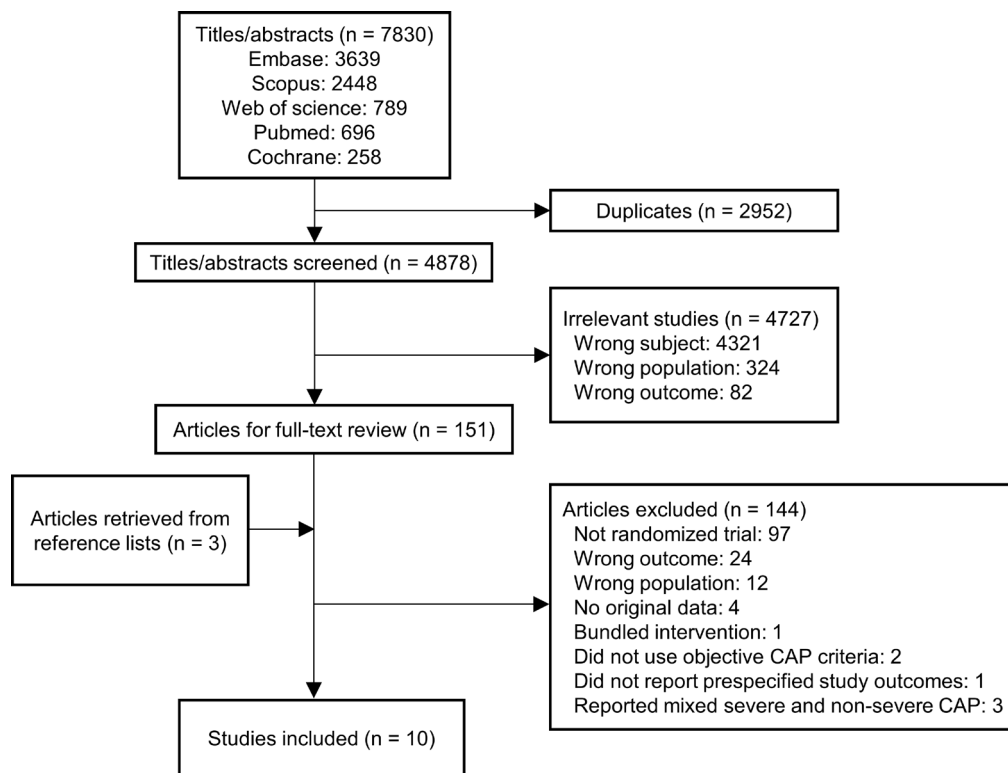 Titles/abstracts (n = 7830)
Embase: 3639
Scopus: 2448
Web of science: 789
Pubmed: 696
Cochrane: 258
Duplicates (n = 2952)
Titles/abstracts screened (n = 4878)
Irrelevant studies (n = 4727)
Wrong subject: 4321
Wrong population: 324
Wrong outcome: 82
Articles for full-text review (n = 151)
Articles retrieved from
reference lists (n = 3)
Articles excluded (n = 144)
Not randomized trial: 97
Wrong outcome: 24
Wrong population: 12
No original data: 4
Bundled intervention: 1
Did not use objective CAP criteria: 2
Did not report prespecified study outcomes: 1
Reported mixed severe and non-severe CAP: 3
Studies included (n = 10)